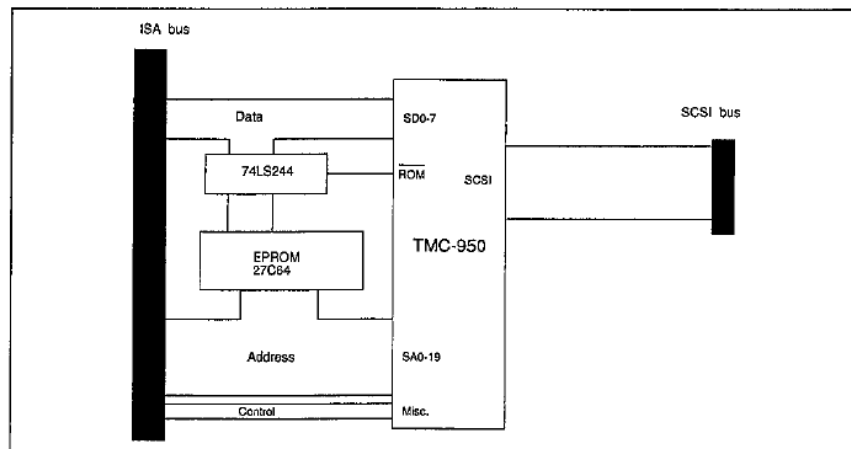 ISA bus
SCSI bus
Data
SD0-7
74LS244
ROM
SCSI
TMC-950
EPROM
27C64
Address
SA0-19
Control
Misc.